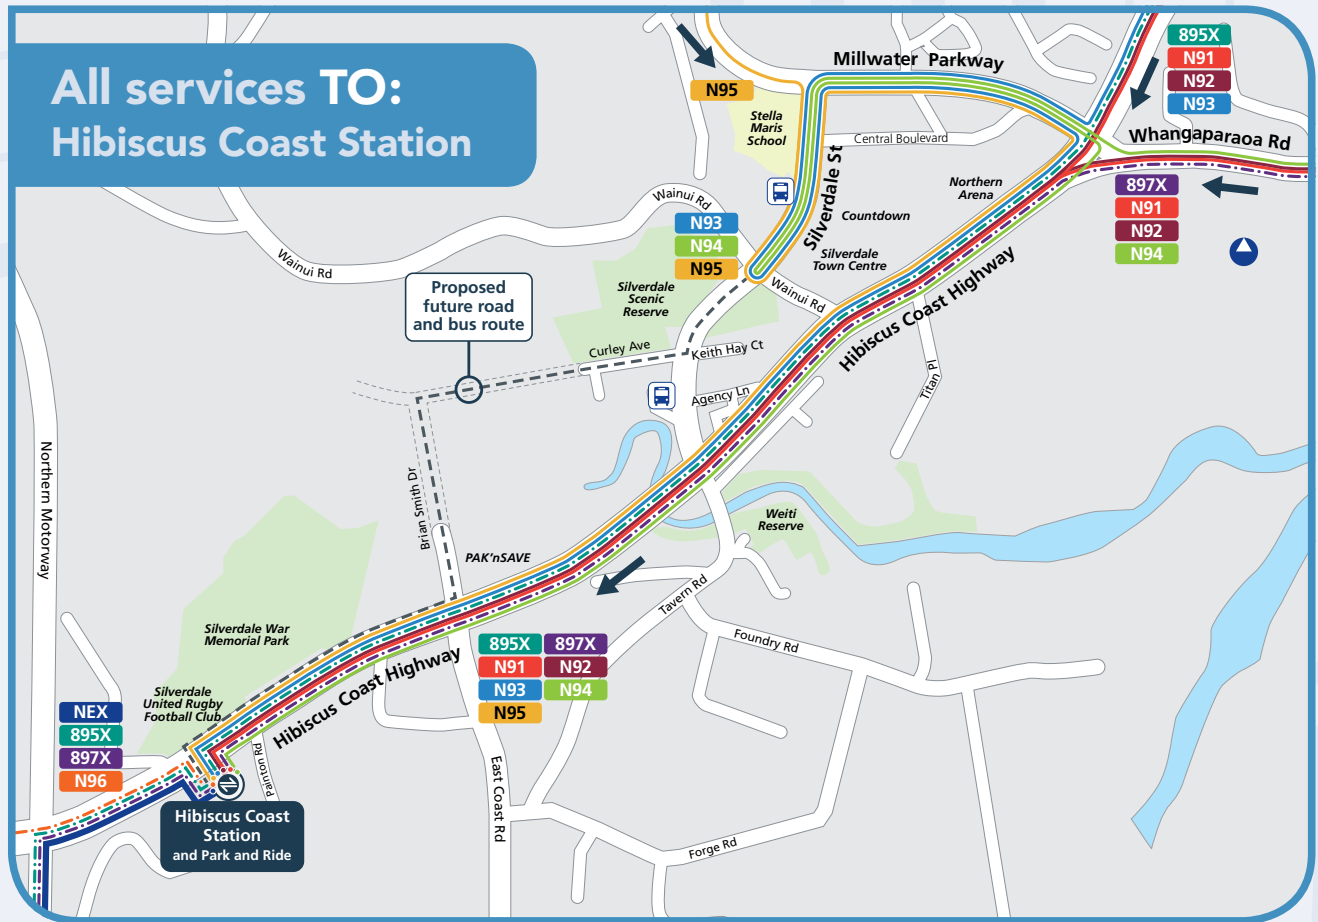 All services TO:
Hibiscus Coast Station
N95
Millwater Parkway
895X
N91
N92
N93
Stella
Maris
School
Central Boulevard
Whangaparaoa Rd
Silverdale St
Northern
Arena
897X
N91
N92
N94
Wainui Rd
N93
N94
N95
Countdown
Silverdale
Town Centre
Wainui Rd
Wainui Rd
Silverdale
Scenic
Reserve
Proposed
future road
and bus route
Hibiscus Coast Highway
Curley Ave
Keith Hay Ct
Agency Ln
Titan Pl
Northern Motorway
Brian Smith Dr
Weiti
Reserve
PAK'nSAVE
Tavern Rd
Silverdale War
Memorial Park
Foundry Rd
895X 897X
N91 N92
N93 N94
N95
Hibiscus Coast Highway
Silverdale
United Rugby
Football Club
NEX
895X
897X
N96
Painton Rd
East Coast Rd
Hibiscus Coast
Station
and Park and Ride
Forge Rd